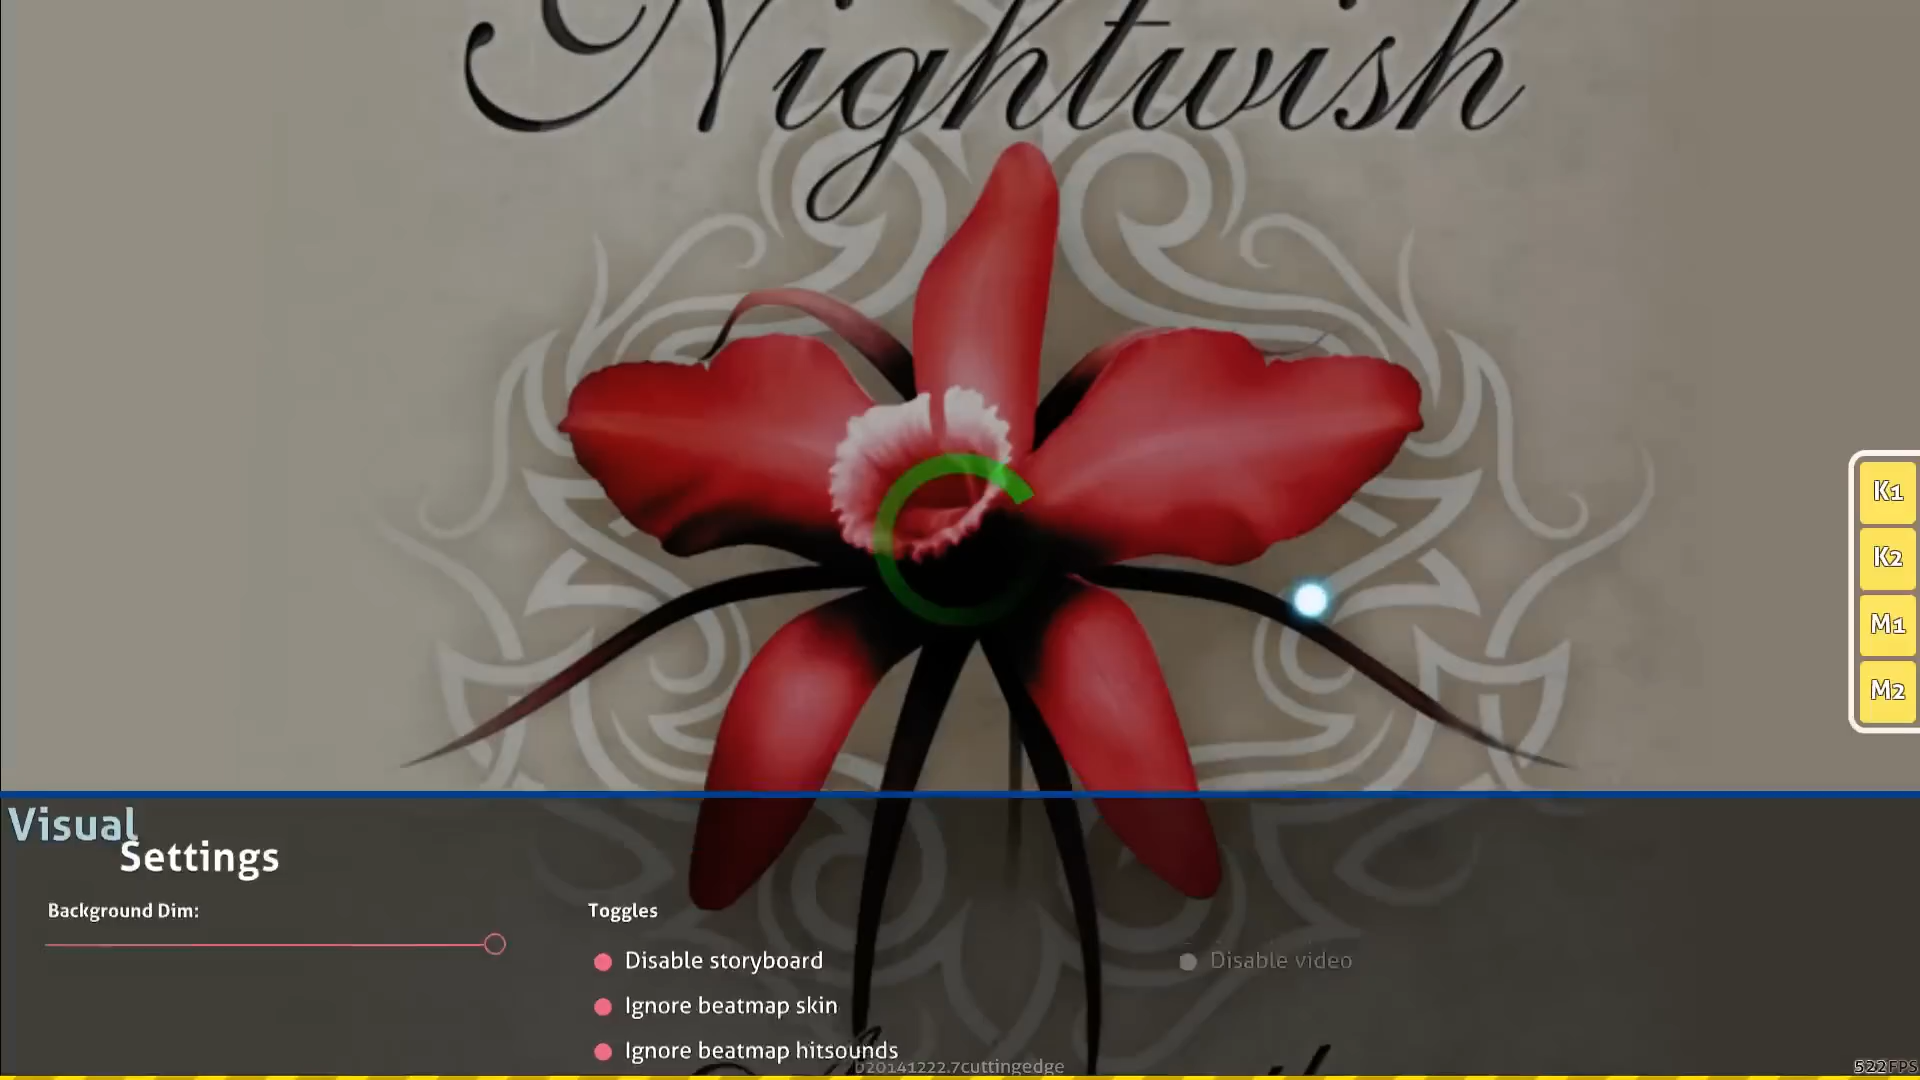 Nightwish
K1
K2
M1
M2
Visual
Settings
Background Dim:
Toggles
Disable storyboard
Disable video
Ignore beatmap skin
Ignore beatmap hitsounds
b20141222.7cuttingedge
522FPS